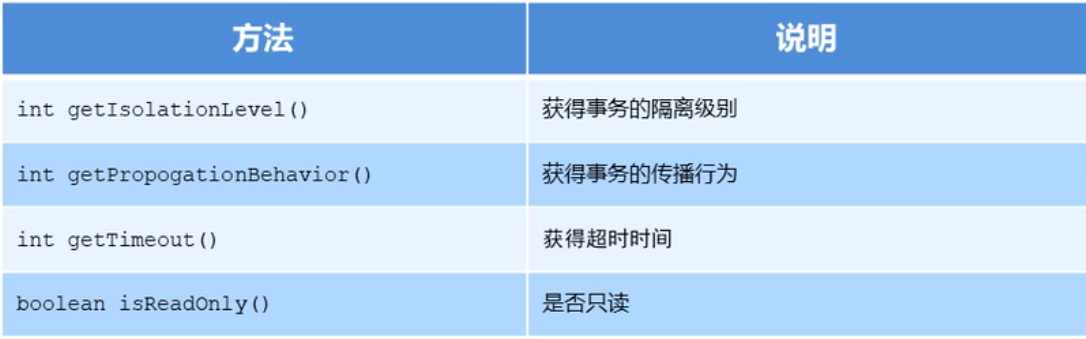 方法 说明
int getIsolationLevel() 获得事务的隔离级别
int getPropogationBehavior() 获得事务的传播行为
int getTimeout() 获得超时时间
boolean isReadOnly() 是否只读